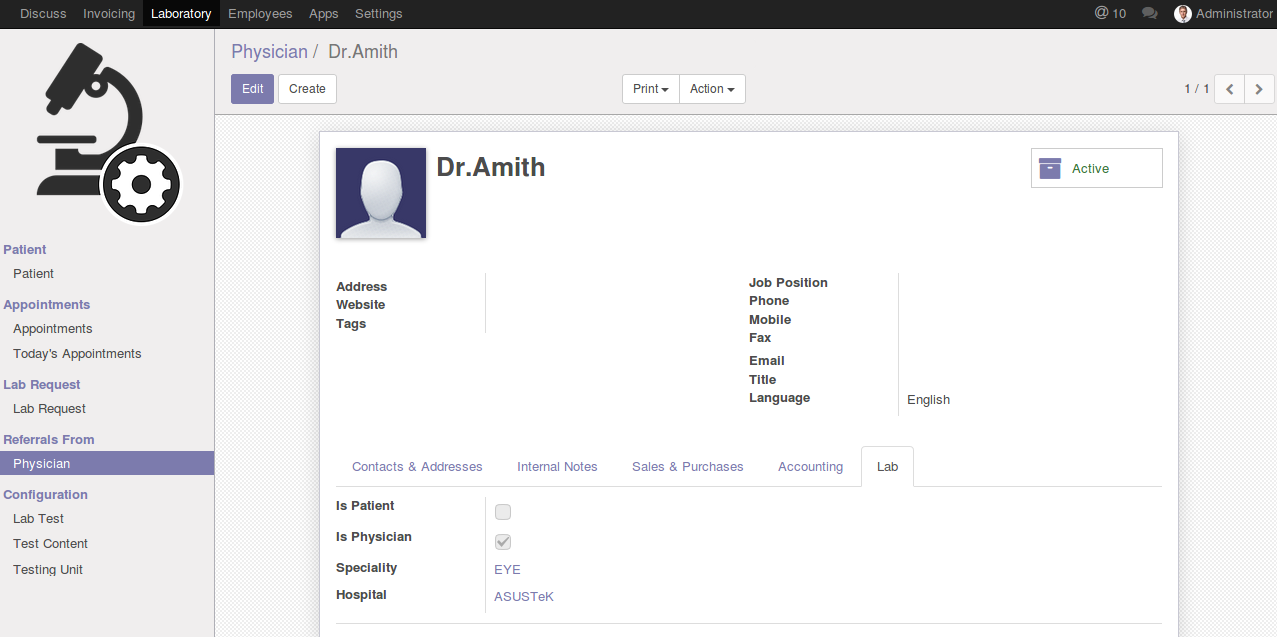 Discuss Invoicing Laboratory Employees Apps Settings @ 10 Administrator
Physician / Dr.Amith
Edit Create Print Action 1 / 1
Patient
Patient
Appointments
Appointments
Today's Appointments
Lab Request
Lab Request
Referrals From
Physician
Configuration
Lab Test
Test Content
Testing Unit
Dr.Amith
Active
Address
Website
Tags
Job Position
Phone
Mobile
Fax
Email
Title
Language English
Contacts & Addresses Internal Notes Sales & Purchases Accounting Lab
Is Patient
Is Physician
Speciality EYE
Hospital ASUSTeK